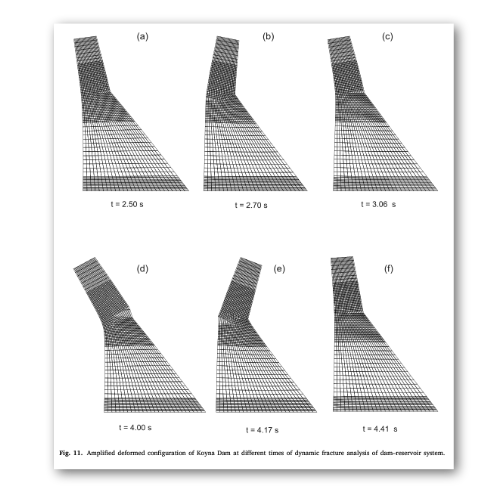 (a) (b) (c)
t = 2.50 s t = 2.70 s t = 3.06 s
(d) (e) (f)
t = 4.00 s t = 4.17 s t = 4.41 s
Fig. 11. Amplified deformed configuration of Koyna Dam at different times of dynamic fracture analysis of dam-reservoir system.